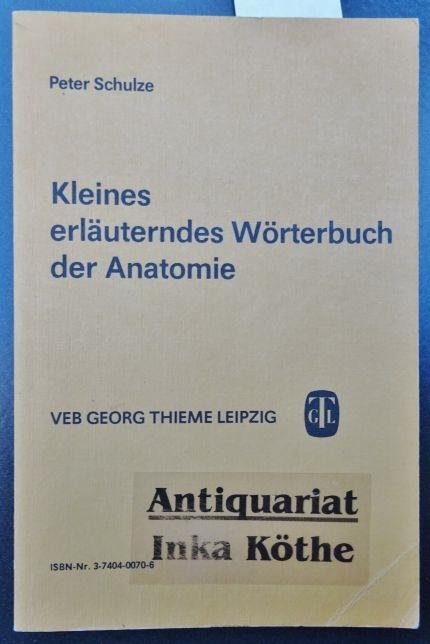 Peter Schulze
Kleines
erläuterndes Wörterbuch
der Anatomie
VEB GEORG THIEME LEIPZIG
GTL
Antiquariat
Inka Köthe
ISBN-Nr. 3-7404-0070-6